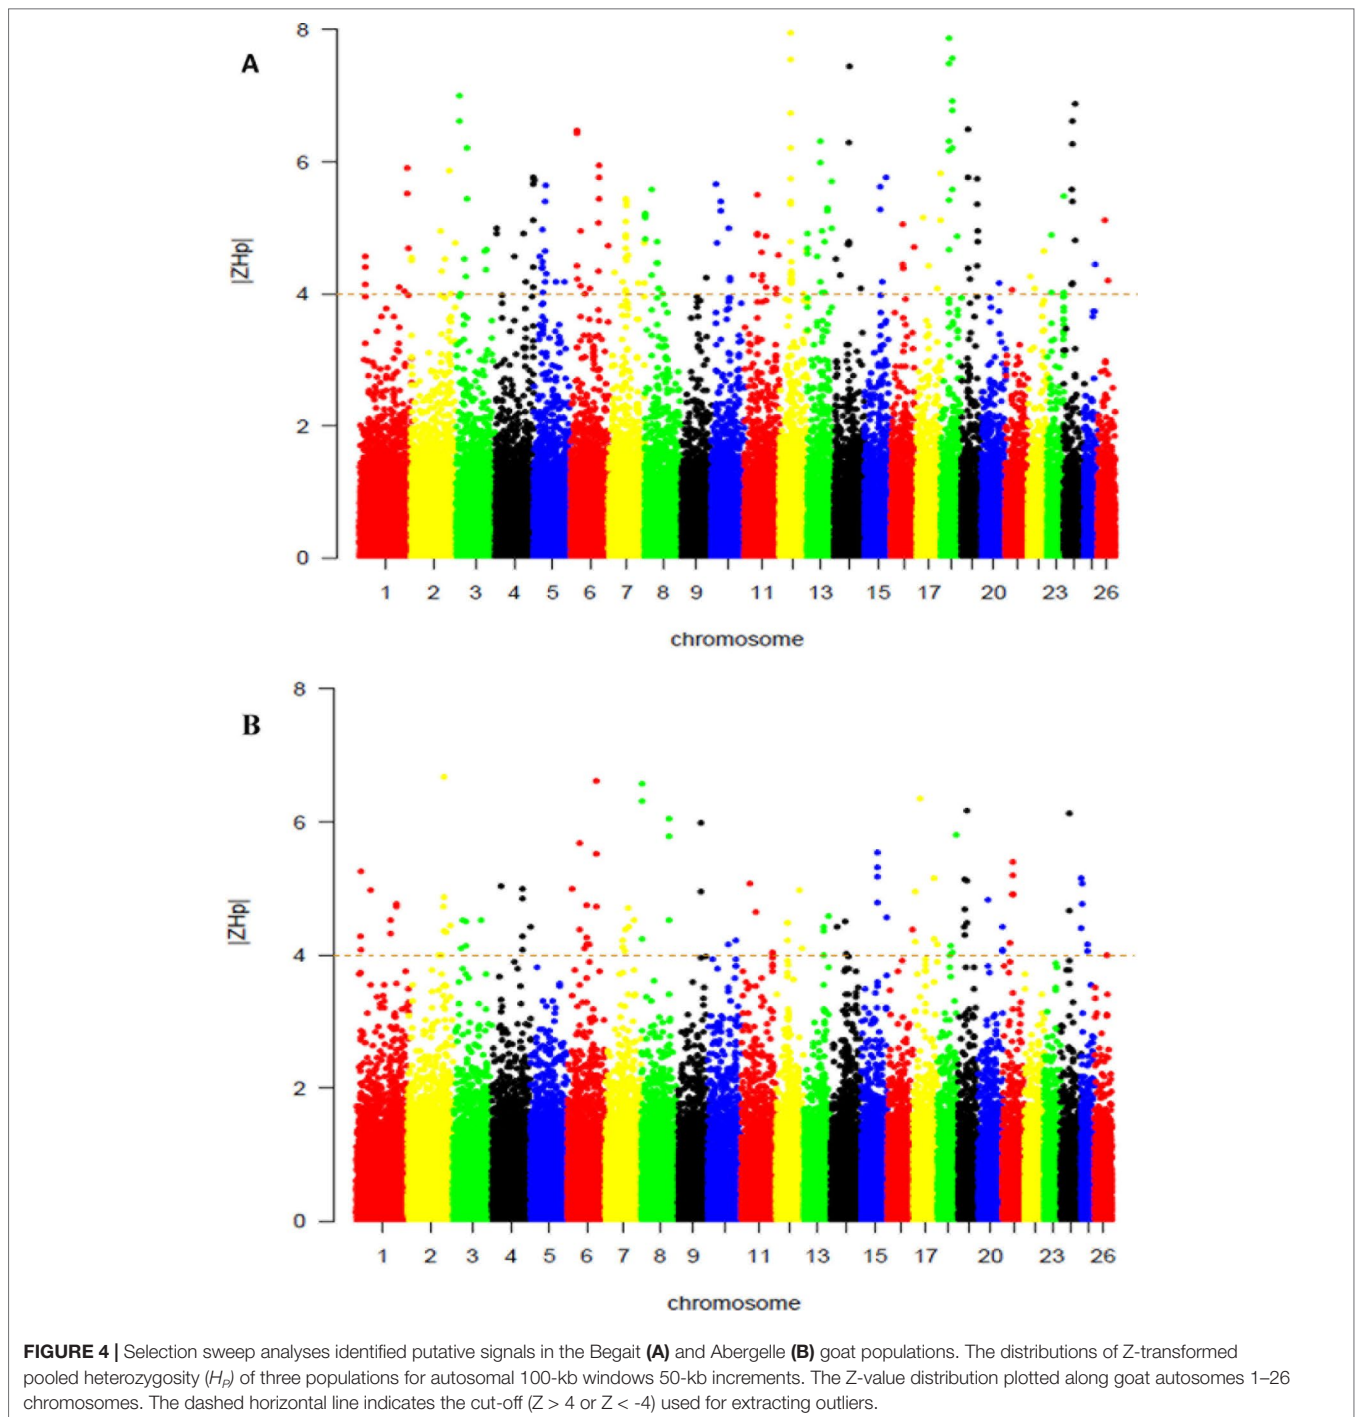 A
8
6
4
2
0
|ZHp|
1 2 3 4 5 6 7 8 9 11 13 15 17 20 23 26
chromosome
B
8
6
4
2
0
|ZHp|
1 2 3 4 5 6 7 8 9 11 13 15 17 20 23 26
chromosome
FIGURE 4 | Selection sweep analyses identified putative signals in the Begait (A) and Abergelle (B) goat populations. The distributions of Z-transformed
pooled heterozygosity (Hp) of three populations for autosomal 100-kb windows 50-kb increments. The Z-value distribution plotted along goat autosomes 1–26
chromosomes. The dashed horizontal line indicates the cut-off (Z > 4 or Z < -4) used for extracting outliers.